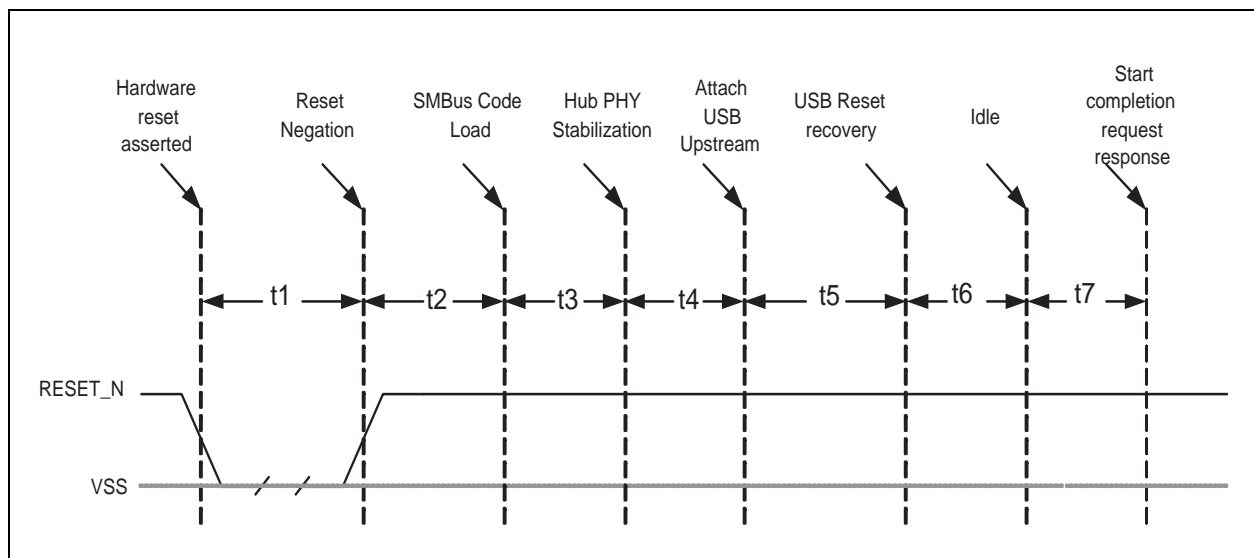 Hardware
reset
asserted
Reset
Negation
SMBus Code
Load
Hub PHY
Stabilization
Attach
USB
Upstream
USB Reset
recovery
Idle
Start
completion
request
response
t1
t2
t3
t4
t5
t6
t7
RESET_N
VSS